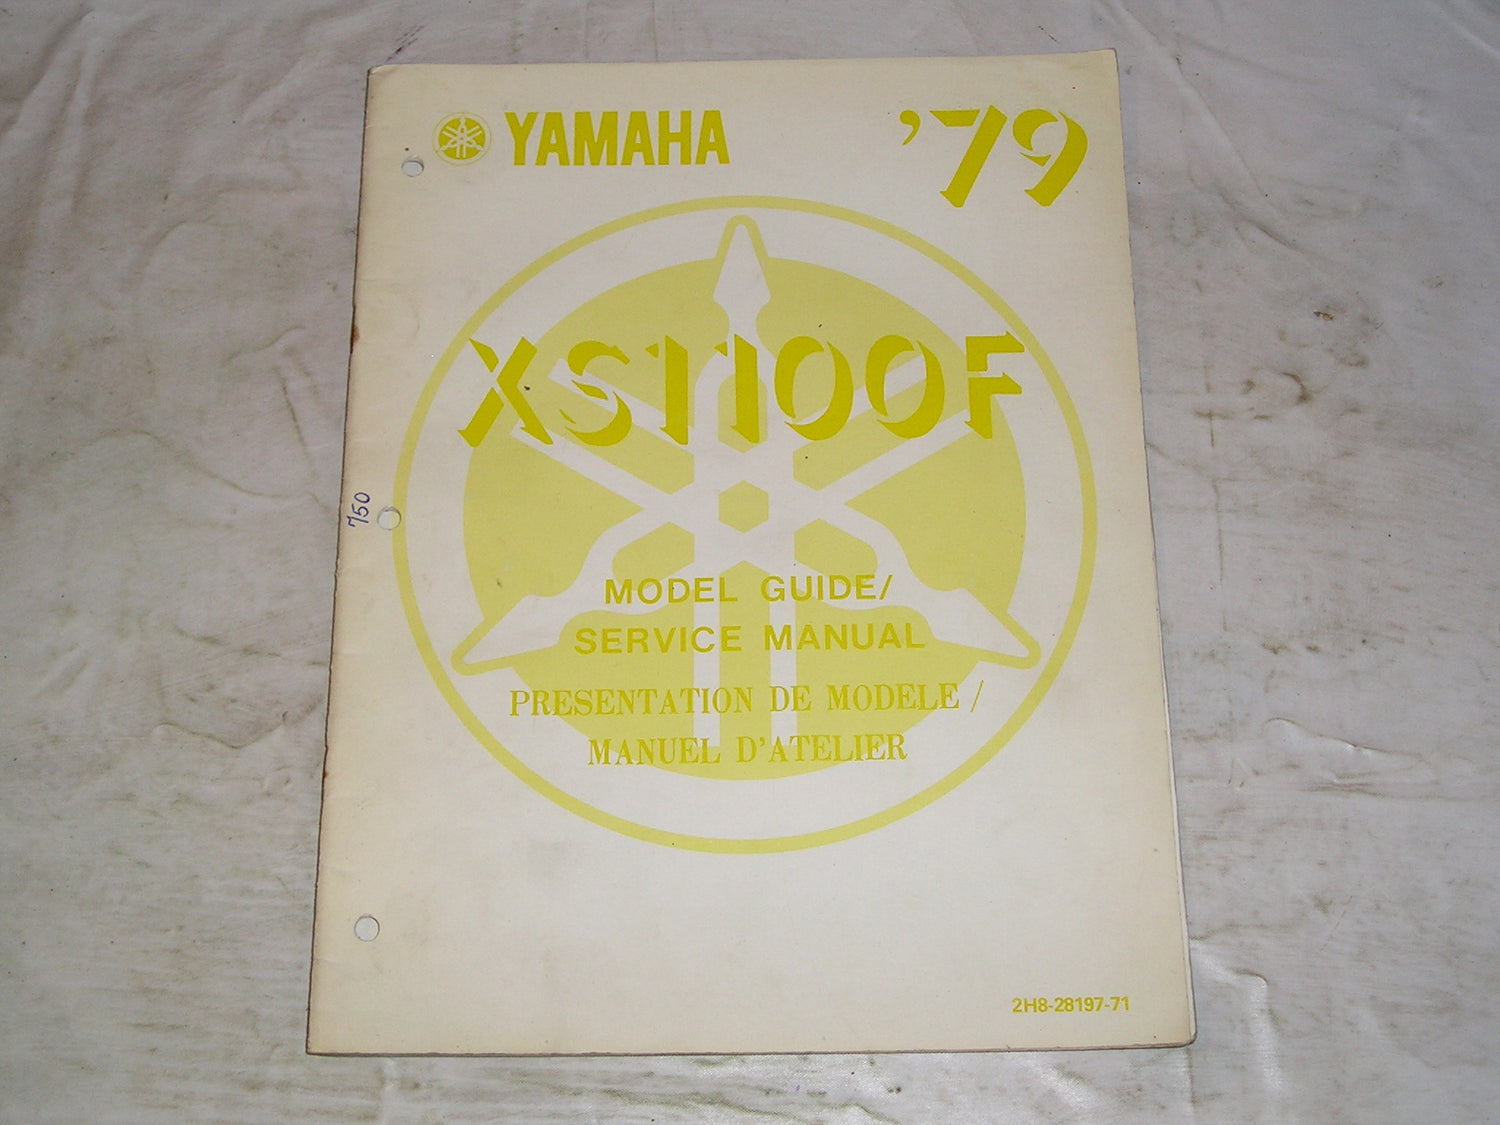 YAMAHA
'79
XS1100F
750
MODEL GUIDE/
SERVICE MANUAL
PRESENTATION DE MODELE /
MANUEL D'ATELIER
2H8-28197-71